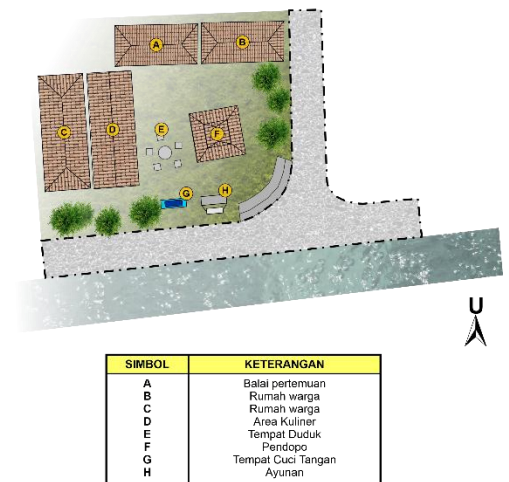 A
B
C
D
E
F
G
H
U
SIMBOL KETERANGAN
A Balai pertemuan
B Rumah warga
C Rumah warga
D Area Kuliner
E Tempat Duduk
F Pendopo
G Tempat Cuci Tangan
H Ayunan